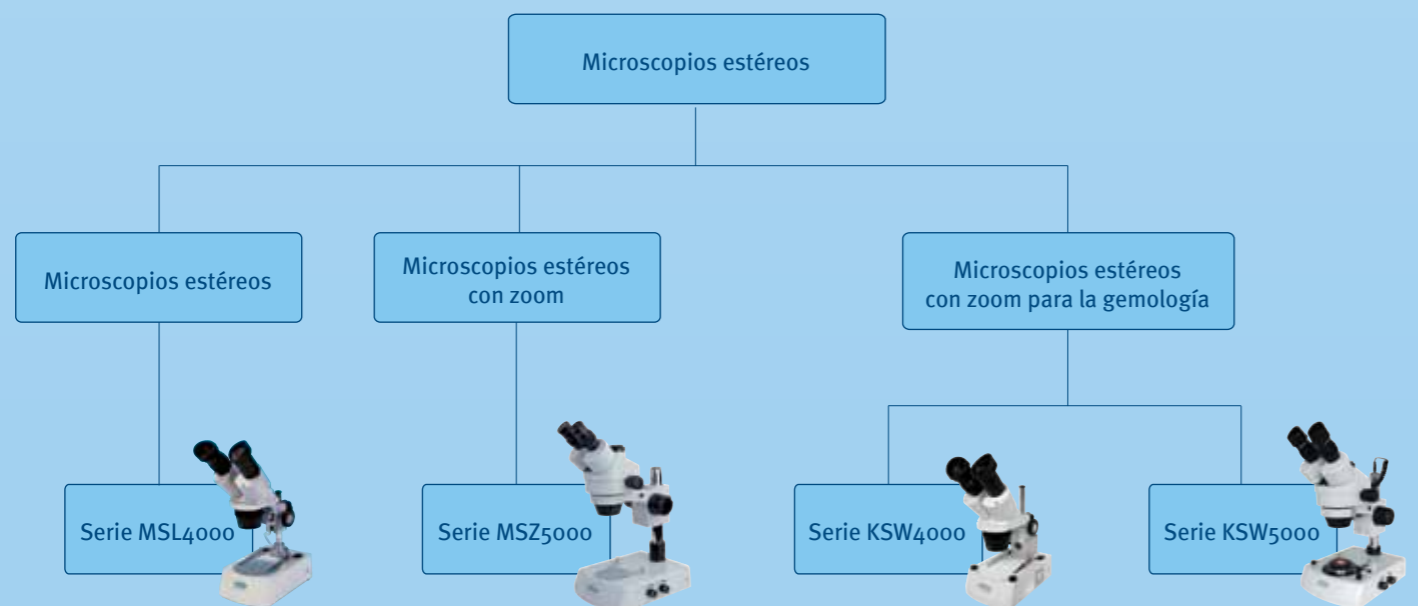 Microscopios estéreos
Microscopios estéreos
Microscopios estéreos
con zoom
Microscopios estéreos
con zoom para la gemología
Serie MSL4000
Serie MSZ5000
Serie KSW4000
Serie KSW5000